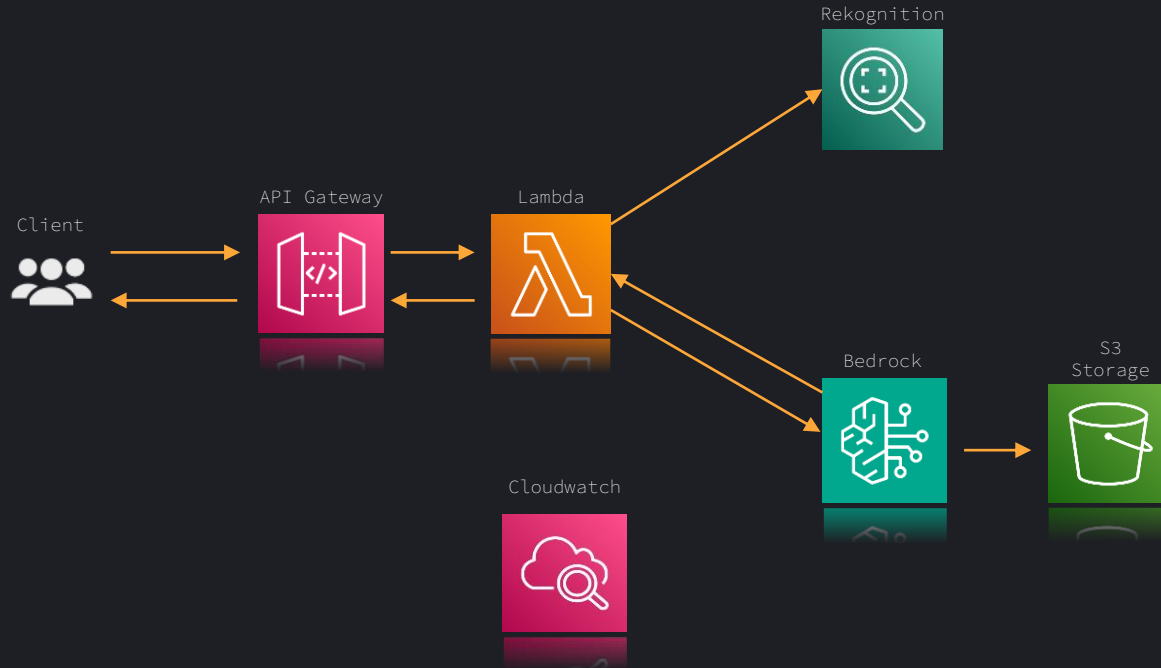 Rekognition
API Gateway
Lambda
Client
</>
S3
Storage
Bedrock
Cloudwatch